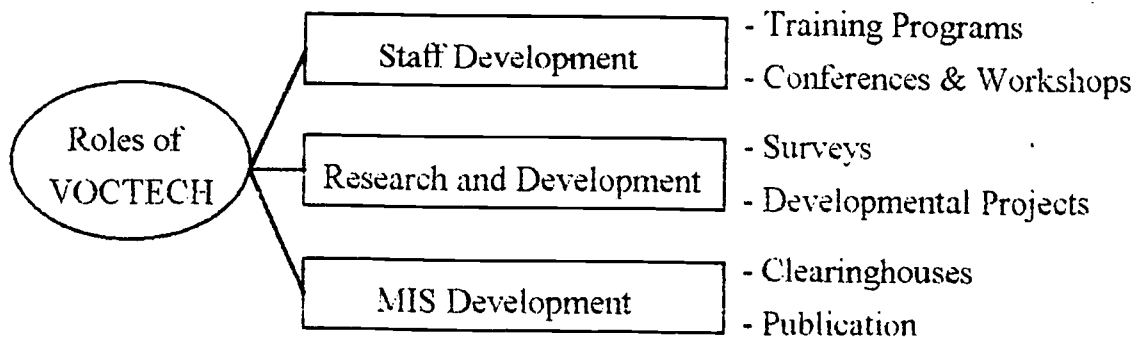 Roles of
VOCTECH
Staff Development
- Training Programs
- Conferences & Workshops
Research and Development
- Surveys
- Developmental Projects
MIS Development
- Clearinghouses
- Publication